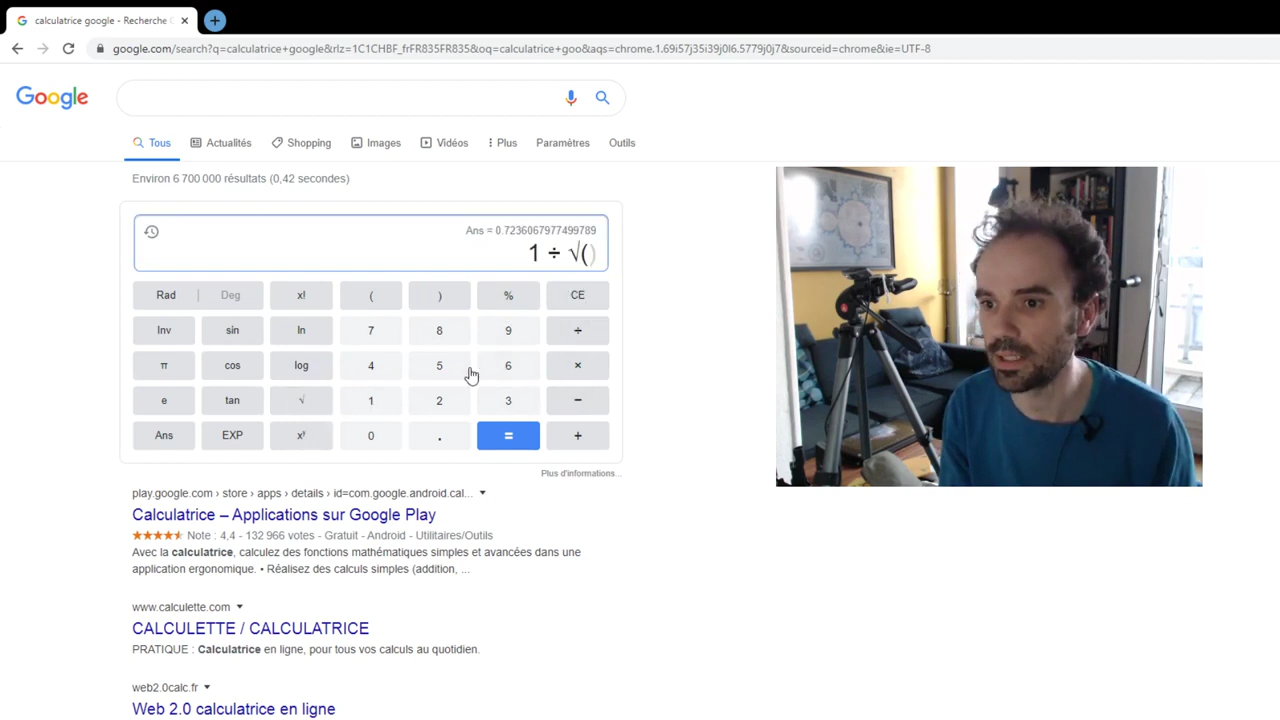 calculatrice google - Recherche
google.com/search?q=calculatrice+google&rlz=1C1CHBF_frFR835FR835&oq=calculatrice+goo&aqs=chrome.1.69i57j35i39j0l6.5779j0j7&sourceid=chrome&ie=UTF-8
Google
Tous Actualités Shopping Images Vidéos Plus Paramètres Outils
Environ 6 700 000 résultats (0,42 secondes)
Ans = 0.7236067977499789
1 ÷ √()
Rad | Deg x! ( ) % CE
Inv sin ln 7 8 9 ÷
π cos log 4 5 6 ×
e tan √ 1 2 3 −
Ans EXP xʸ 0 . = +
Plus d'informations...
play.google.com › store › apps › details › id=com.google.android.cal...
Calculatrice – Applications sur Google Play
Note : 4,4 - 132 966 votes - Gratuit - Android - Utilitaires/Outils
Avec la calculatrice, calculez des fonctions mathématiques simples et avancées dans une
application ergonomique. • Réalisez des calculs simples (addition, ...
www.calculette.com
CALCULETTE / CALCULATRICE
PRATIQUE : Calculatrice en ligne, pour tous vos calculs au quotidien.
web2.0calc.fr
Web 2.0 calculatrice en ligne